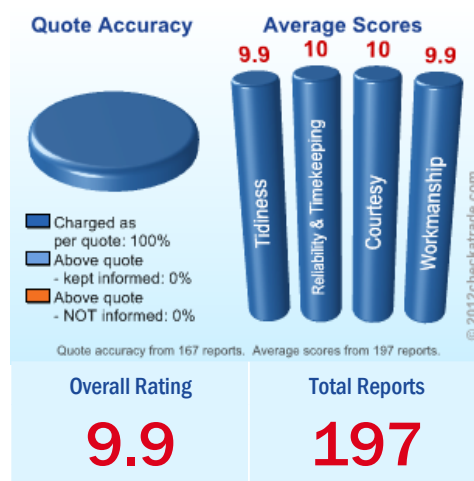 Quote Accuracy
Charged as
per quote: 100%
Above quote
- kept informed: 0%
Above quote
- NOT informed: 0%
Average Scores
9.9 10 10 9.9
Tidiness
Reliability & Timekeeping
Courtesy
Workmanship
© 2012checkatrade.com
Quote accuracy from 167 reports. Average scores from 197 reports.
Overall Rating
9.9
Total Reports
197